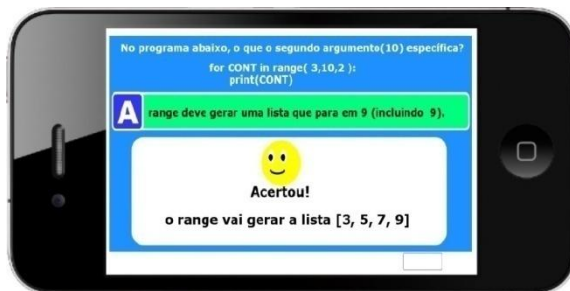 No programa abaixo, o que o segundo argumento(10) específica?
for CONT in range( 3,10,2 ):
print(CONT)
A range deve gerar uma lista que para em 9 (incluindo 9).
Acertou!
o range vai gerar a lista [3, 5, 7, 9]